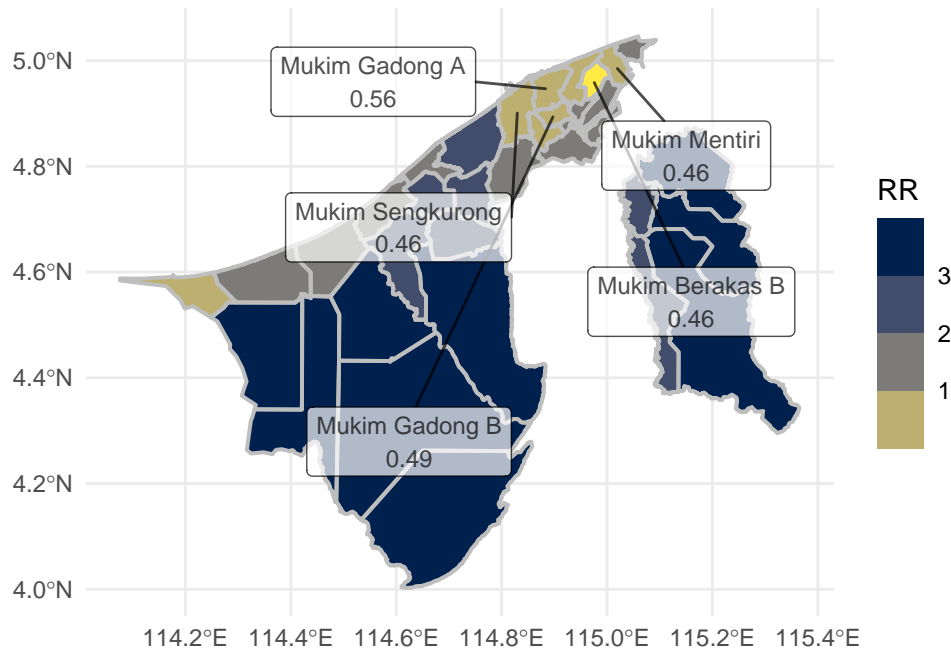 5.0°N
4.8°N
4.6°N
4.4°N
4.2°N
4.0°N
Mukim Gadong A
0.56
Mukim Mentiri
0.46
Mukim Sengkurong
0.46
Mukim Berakas B
0.46
Mukim Gadong B
0.49
RR
3
2
1
114.2°E
114.4°E
114.6°E
114.8°E
115.0°E
115.2°E
115.4°E